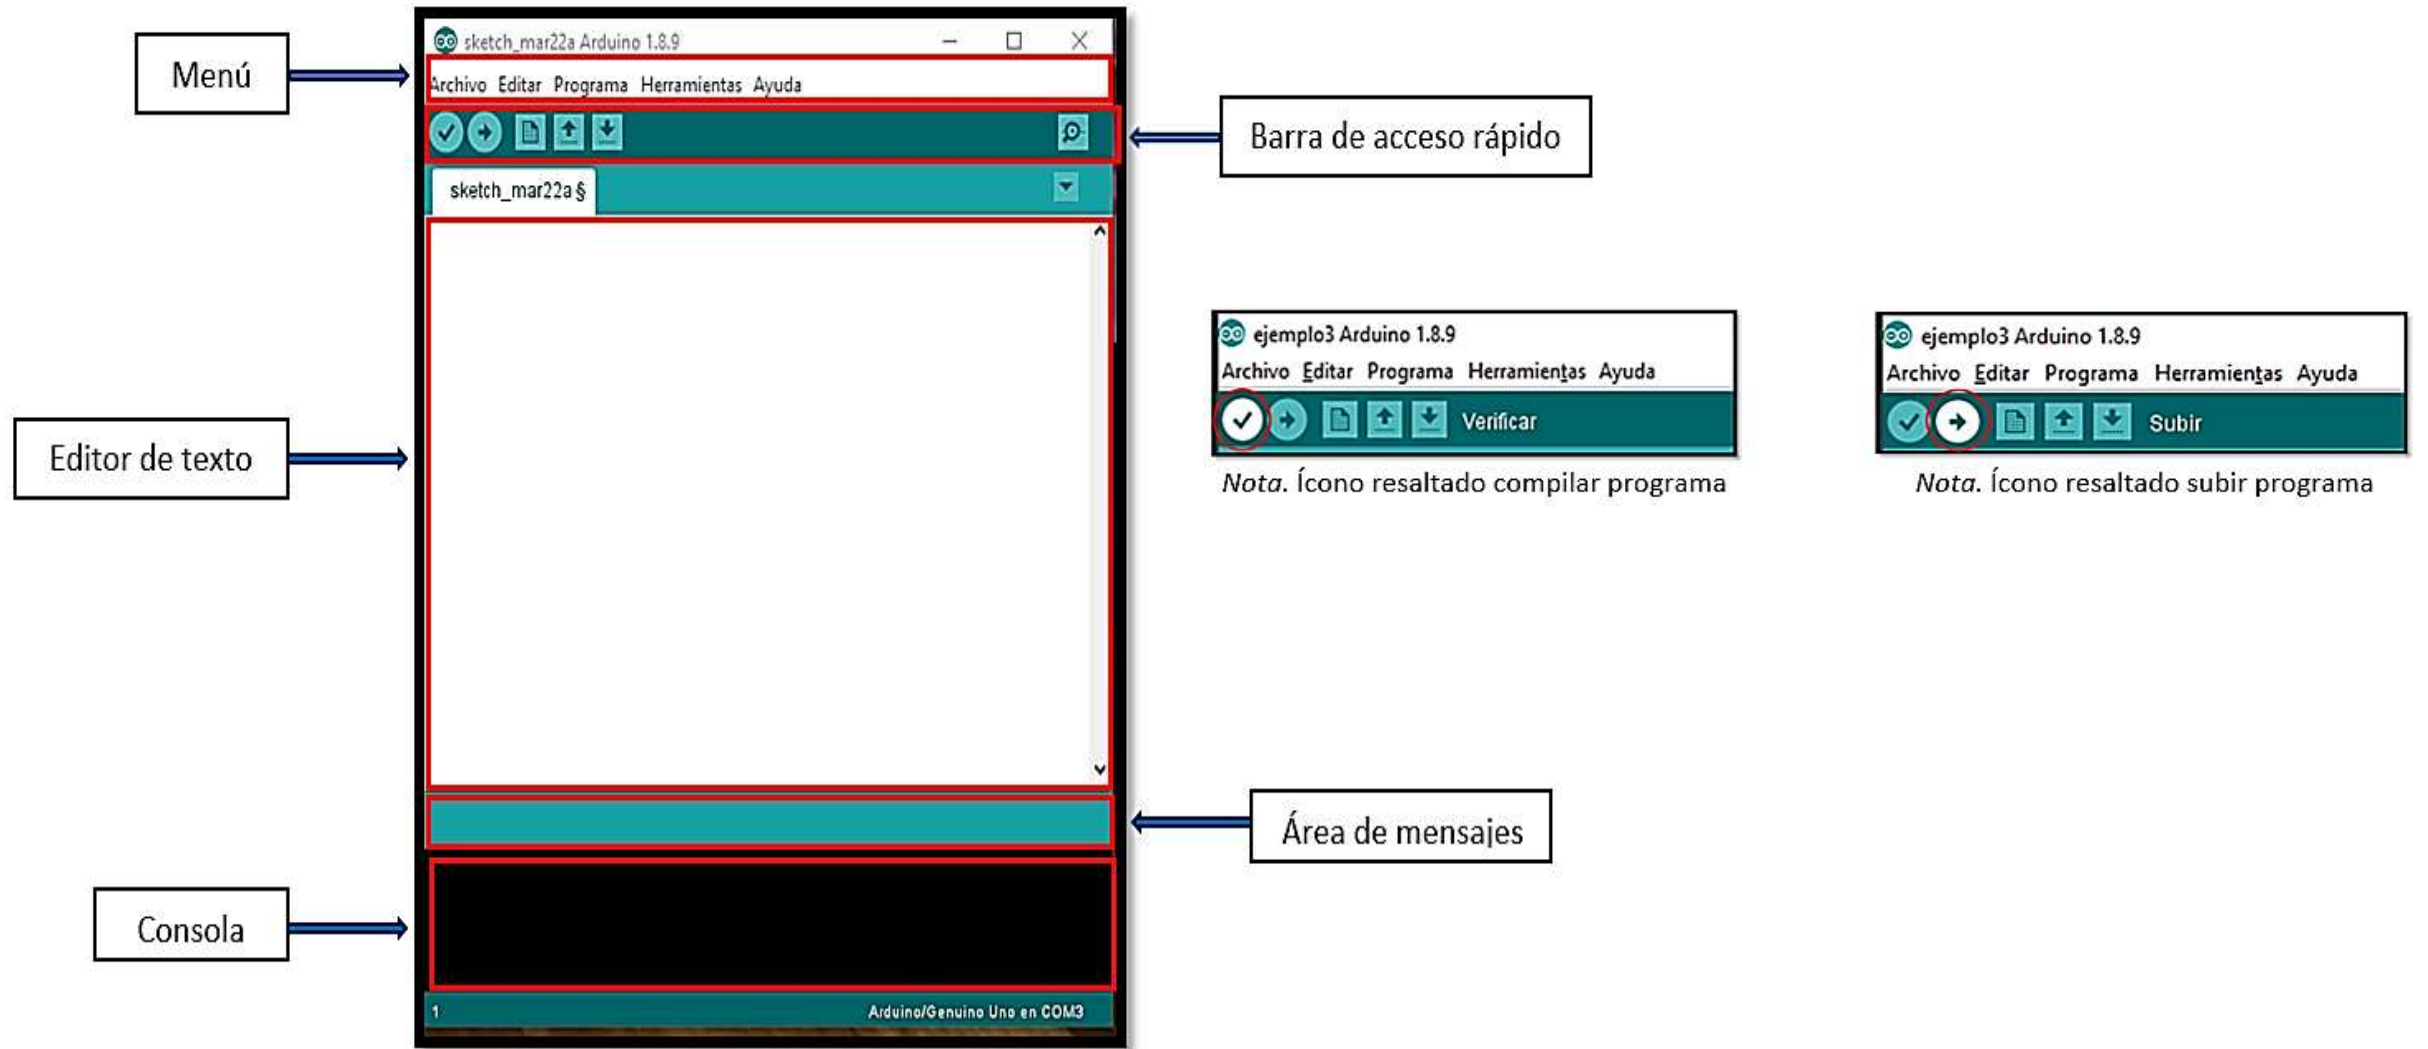 Menú
sketch_mar22a Arduino 1.8.9
Archivo Editar Programa Herramientas Ayuda
Barra de acceso rápido
sketch_mar22a §
ejemplo3 Arduino 1.8.9
Archivo Editar Programa Herramientas Ayuda
Verificar
Nota. Ícono resaltado compilar programa
ejemplo3 Arduino 1.8.9
Archivo Editar Programa Herramientas Ayuda
Subir
Nota. Ícono resaltado subir programa
Editor de texto
Área de mensajes
Consola
1
Arduino/Genuino Uno en COM3